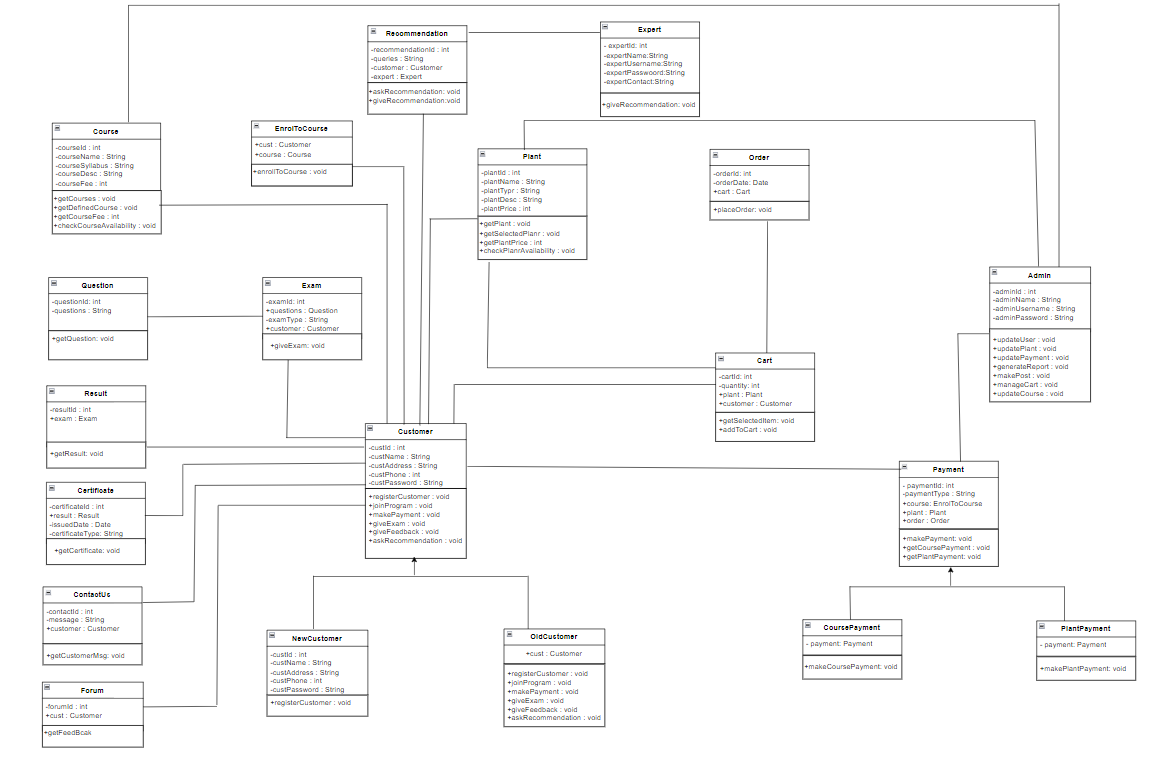 Recommendation
-recommendationId : int
-queries : String
-customer : Customer
-expert : Expert
+askRecommendation: void
+giveRecommendation:void
Expert
- expertId: int
-expertName:String
-expertUsername:String
-expertPasswoord:String
-expertContact:String
+giveRecommendation: void
Course
-courseId : int
-courseName : String
-courseSyllabus : String
-courseDesc : String
-courseFee : int
+getCourses : void
+getDefinedCourse : void
+getCourseFee : int
+checkCourseAvailability : void
EnrolToCourse
+cust : Customer
+course : Course
+enrollToCourse : void
Plant
-plantId : int
-plantName : String
-plantTypr : String
-plantDesc : String
-plantPrice : int
+getPlant : void
+getSelectedPlanr : void
+getPlantPrice : int
+checkPlanrAvailability : void
Order
-orderId: int
-orderDate: Date
+cart : Cart
+placeOrder: void
Admin
-adminId : int
-adminName : String
-adminUsername : String
-adminPassword : String
+updateUser : void
+updatePlant : void
+updatePayment : void
+generateReport : void
+makePost : void
+manageCart : void
+updateCourse : void
Question
-questionId: int
-questions : String
+getQuestion: void
Exam
-examId: int
+questions : Question
-examType : String
+customer : Customer
+giveExam: void
Cart
-cartId: int
-quantity: int
+plant : Plant
+customer : Customer
+getSelectedItem: void
+addToCart : void
Result
-resultId : int
+exam : Exam
+getResult: void
Customer
-custId : int
-custName : String
-custAddress : String
-custPhone : int
-custPassword : String
+registerCustomer : void
+joinProgram : void
+makePayment : void
+giveExam : void
+giveFeedback : void
+askRecommendation : void
Payment
- paymentId: int
-paymentType : String
+course: EnrolToCourse
+plant : Plant
+order : Order
+makePayment: void
+getCoursePayment : void
+getPlantPayment: void
Certificate
-certificateId : int
+result : Result
-issuedDate : Date
-certificateType: String
+getCertificate: void
ContactUs
-contactId : int
-message : String
+customer : Customer
+getCustomerMsg: void
NewCustomer
-custId : int
-custName : String
-custAddress : String
-custPhone : int
-custPassword : String
+registerCustomer : void
OldCustomer
+cust : Customer
+registerCustomer : void
+joinProgram : void
+makePayment : void
+giveExam : void
+giveFeedback : void
+askRecommendation : void
CoursePayment
- payment: Payment
+makeCoursePayment: void
PlantPayment
- payment: Payment
+makePlantPayment: void
Forum
-forumId : int
+cust : Customer
+getFeedBcak